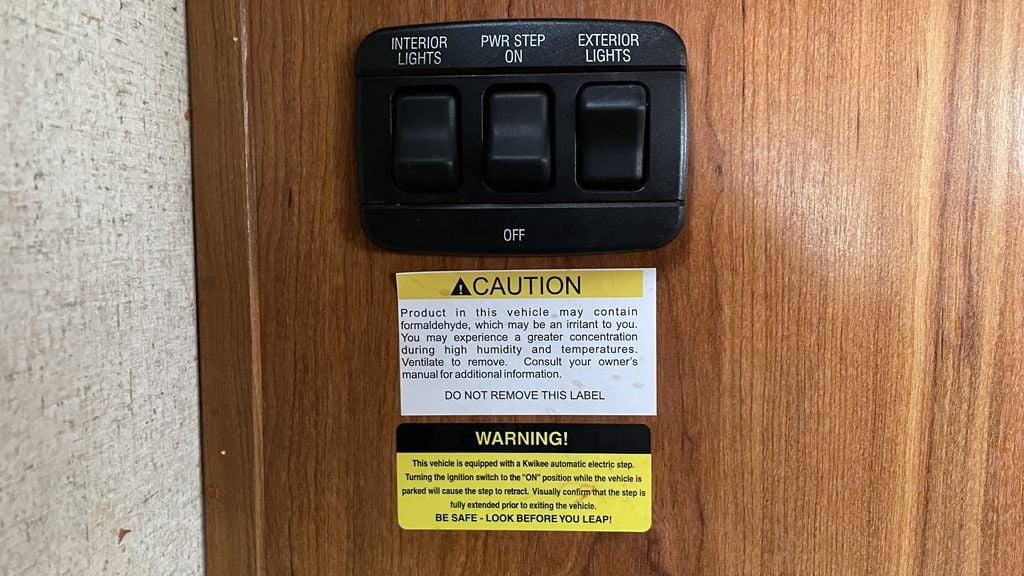 INTERIOR LIGHTS
PWR STEP ON
EXTERIOR LIGHTS
OFF
CAUTION
Product in this vehicle may contain
formaldehyde, which may be an irritant to you.
You may experience a greater concentration
during high humidity and temperatures.
Ventilate to remove. Consult your owner's
manual for additional information.
DO NOT REMOVE THIS LABEL
WARNING!
This vehicle is equipped with a Kwikee automatic electric step.
Turning the ignition switch to the "ON" position while the vehicle is
parked will cause the step to retract. Visually confirm that the step is
fully extended prior to exiting the vehicle.
BE SAFE - LOOK BEFORE YOU LEAP!